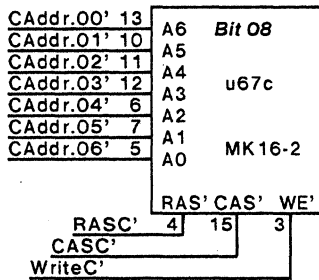 CAddr.00' 13 A6 Bit 08
CAddr.01' 10 A5
CAddr.02' 11 A4 u67c
CAddr.03' 12 A3
CAddr.04' 6 A2
CAddr.05' 7 A1 MK16-2
CAddr.06' 5 A0
RAS' CAS' WE'
RASC' 4 15 3
CASC'
WriteC'